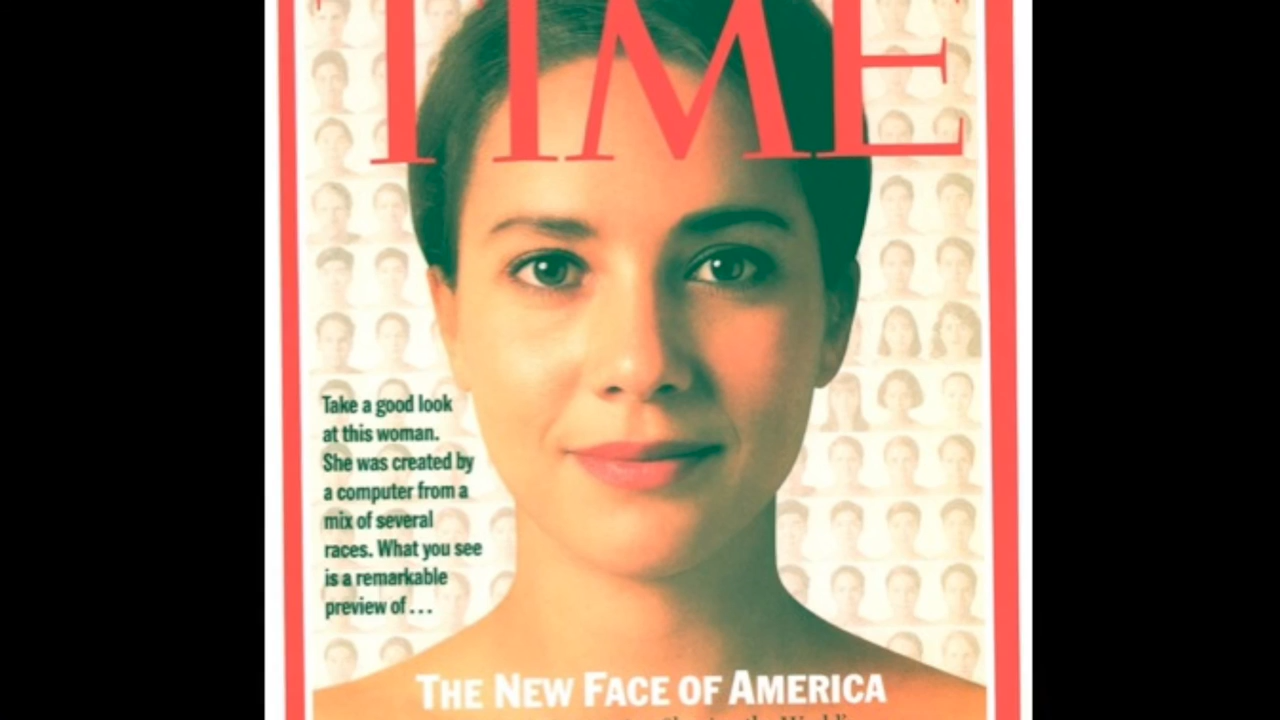 TIME
Take a good look
at this woman.
She was created by
a computer from a
mix of several
races. What you see
is a remarkable
preview of . . .
THE NEW FACE OF AMERICA